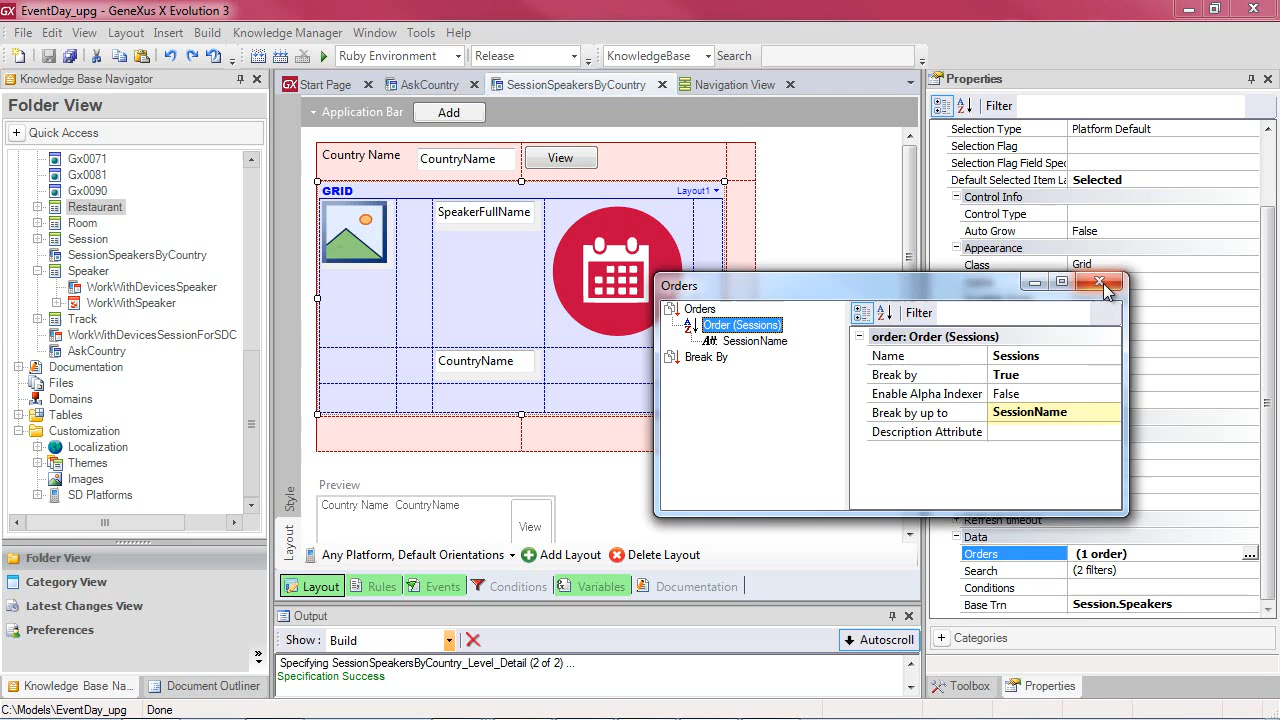 GX EventDay_upg - GeneXus X Evolution 3
File Edit View Layout Insert Build Knowledge Manager Window Tools Help
Ruby Environment Release KnowledgeBase Search
Knowledge Base Navigator
Folder View
Quick Access
Gx0071
Gx0081
Gx0090
Restaurant
Room
Session
SessionSpeakersByCountry
Speaker
WorkWithDevicesSpeaker
WorkWithSpeaker
Track
WorkWithDevicesSessionForSDC
AskCountry
Documentation
Files
Domains
Tables
Customization
Localization
Themes
Images
SD Platforms
Folder View
Category View
Latest Changes View
Preferences
Knowledge Base Na... Document Outliner
GX Start Page AskCountry SessionSpeakersByCountry Navigation View
Application Bar Add
Country Name CountryName View
GRID Layout1
SpeakerFullName
CountryName
Preview
Country Name CountryName
View
Style
Layout
Any Platform, Default Orientations Add Layout Delete Layout
Layout Rules Events Conditions Variables Documentation
Output
Show: Build Autoscroll
Specifying SessionSpeakersByCountry_Level_Detail (2 of 2) ...
Specification Success
Orders
Orders
Order (Sessions)
Att SessionName
Break By
Filter
order: Order (Sessions)
Name Sessions
Break by True
Enable Alpha Indexer False
Break by up to SessionName
Description Attribute
Properties
Filter
Selection Type Platform Default
Selection Flag
Selection Flag Field Spec
Default Selected Item La Selected
Control Info
Control Type
Auto Grow False
Appearance
Class Grid
Refresh timeout
Data
Orders (1 order)
Search (2 filters)
Conditions
Base Trn Session.Speakers
Categories
Toolbox Properties
C:\Models\EventDay_upg Done